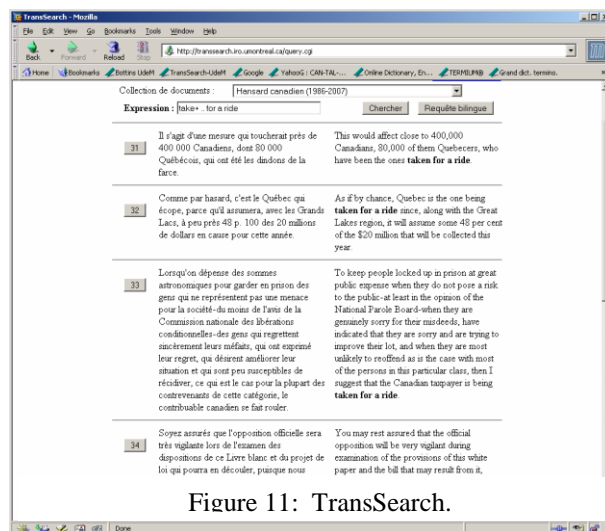 TransSearch - Mozilla
File Edit View Go Bookmarks Tools Window Help
Back Forward Reload Stop http://transsearch.iro.umontreal.ca/query.cgi
Home Bookmarks Bottins UdeM TransSearch-UdeM Google YahooG : CAN-TAL-... Online Dictionary, En... TERMIUM® Grand dict. termino.
Collection de documents : Hansard canadien (1986-2007)
Expression : take+ .. for a ride Chercher Requête bilingue
31
Il s'agit d'une mesure qui toucherait près de
400 000 Canadiens, dont 80 000
Québécois, qui ont été les dindons de la
farce.
This would affect close to 400,000
Canadians, 80,000 of them Quebecers, who
have been the ones taken for a ride.
32
Comme par hasard, c'est le Québec qui
écope, parce qu'il assumera, avec les Grands
Lacs, à peu près 48 p. 100 des 20 millions
de dollars en cause pour cette année.
As if by chance, Quebec is the one being
taken for a ride since, along with the Great
Lakes region, it will assume some 48 per cent
of the $20 million that will be collected this
year.
33
Lorsqu'on dépense des sommes
astronomiques pour garder en prison des
gens qui ne représentent pas une menace
pour la société-du moins de l'avis de la
Commission nationale des libérations
conditionnelles-des gens qui regrettent
sincèrement leurs méfaits, qui ont exprimé
leur regret, qui désirent améliorer leur
situation et qui sont peu susceptibles de
récidiver, ce qui est le cas pour la plupart des
contrevenants de cette catégorie, le
contribuable canadien se fait rouler.
To keep people locked up in prison at great
public expense when they do not pose a risk
to the public-at least in the opinion of the
National Parole Board-when they are
genuinely sorry for their misdeeds, have
indicated that they are sorry and are trying to
improve their lot, and when they are most
unlikely to reoffend as is the case with most
of the persons in this particular class, then I
suggest that the Canadian taxpayer is being
taken for a ride.
34
Soyez assurés que l'opposition officielle sera
très vigilante lors de l'examen des
dispositions de ce Livre blanc et du projet de
loi qui pourra en découler, puisque nous
You may rest assured that the official
opposition will be very vigilant during
examination of the provisions of this white
paper and the bill that may result from it,
Figure 11: TransSearch.
Done